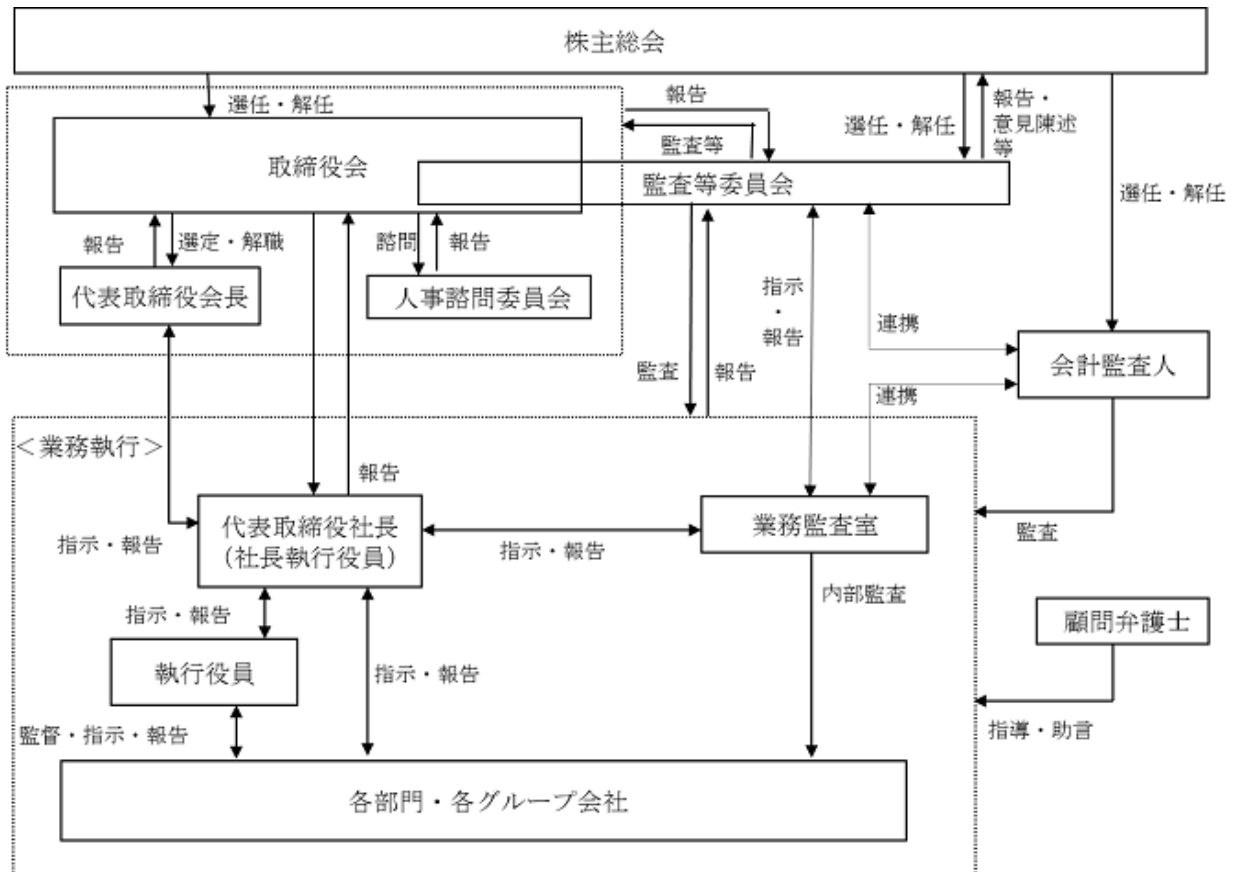 株主総会
選任・解任
報告
監査等
選任・解任
報告・
意見陳述
等
選任・解任
取締役会
監査等委員会
報告
選定・解職
諮問
報告
代表取締役会長
人事諮問委員会
指示
・
報告
連携
会計監査人
監査
報告
連携
＜業務執行＞
報告
代表取締役社長
（社長執行役員）
業務監査室
指示・報告
指示・報告
監査
内部監査
指示・報告
顧問弁護士
執行役員
指示・報告
監督・指示・報告
指導・助言
各部門・各グループ会社